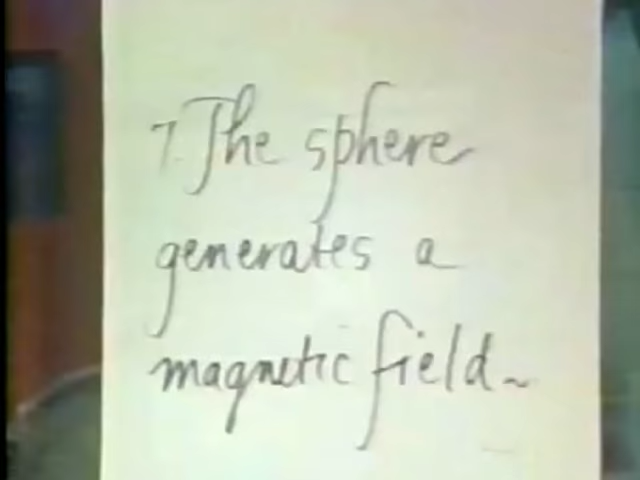 7. The sphere
generates a
magnetic field~